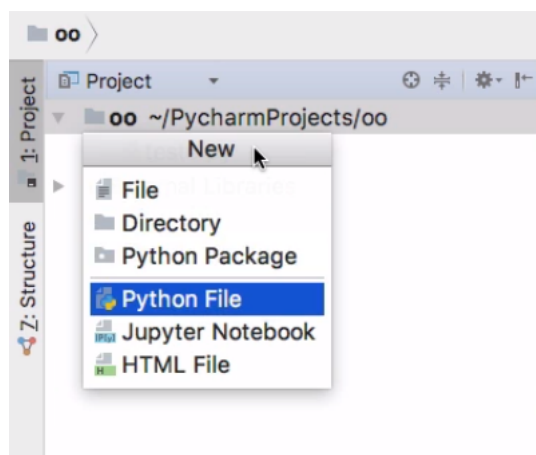 oo
Project
oo ~/PycharmProjects/oo
New
File
Directory
Python Package
Python File
Jupyter Notebook
HTML File
1: Project
Z: Structure